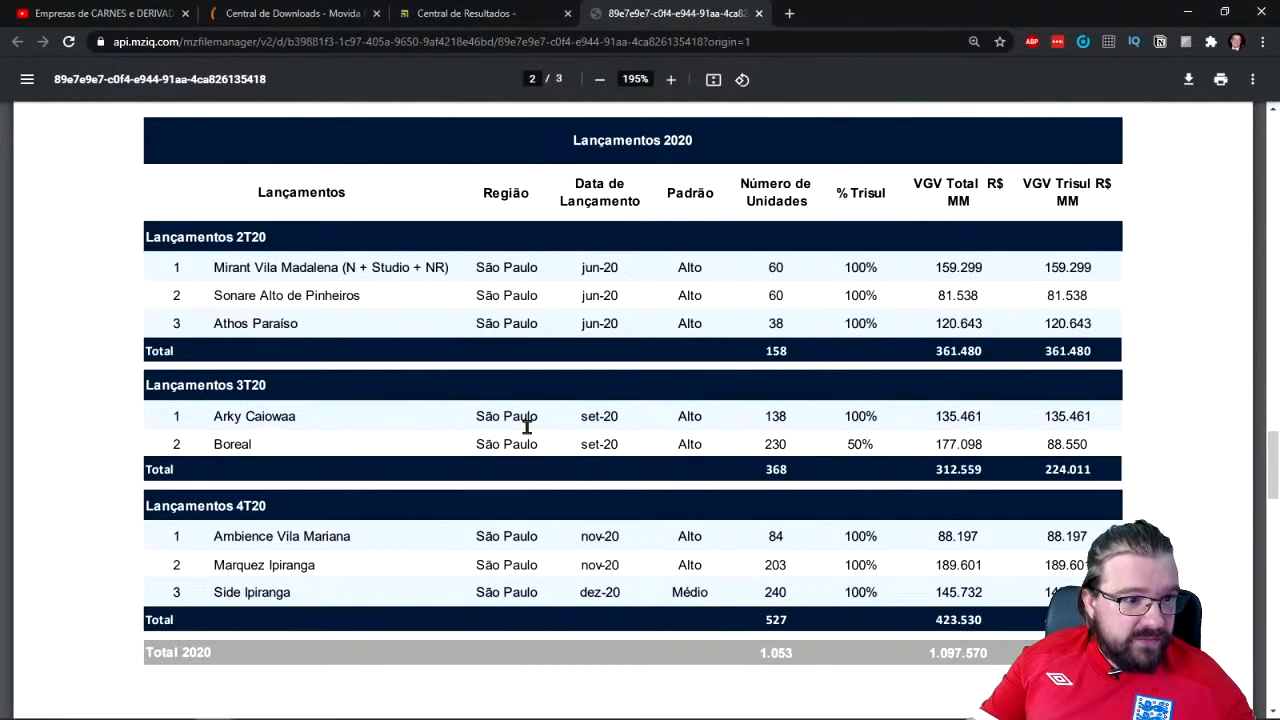 Empresas de CARNES e DERIVAD
Central de Downloads - Movida
Central de Resultados -
89e7e9e7-c0f4-e944-91aa-4ca82
api.mziq.com/mzfilemanager/v2/d/b39881f3-1c97-405a-9650-9af4218e46bd/89e7e9e7-c0f4-e944-91aa-4ca826135418?origin=1
ABP
IQ
89e7e9e7-c0f4-e944-91aa-4ca826135418
2 / 3
195%
Lançamentos 2020
Lançamentos Região Data de Lançamento Padrão Número de Unidades % Trisul VGV Total R$ MM VGV Trisul R$ MM
Lançamentos 2T20
1 Mirant Vila Madalena (N + Studio + NR) São Paulo jun-20 Alto 60 100% 159.299 159.299
2 Sonare Alto de Pinheiros São Paulo jun-20 Alto 60 100% 81.538 81.538
3 Athos Paraíso São Paulo jun-20 Alto 38 100% 120.643 120.643
Total 158 361.480 361.480
Lançamentos 3T20
1 Arky Caiowaa São Paulo set-20 Alto 138 100% 135.461 135.461
2 Boreal São Paulo set-20 Alto 230 50% 177.098 88.550
Total 368 312.559 224.011
Lançamentos 4T20
1 Ambience Vila Mariana São Paulo nov-20 Alto 84 100% 88.197 88.197
2 Marquez Ipiranga São Paulo nov-20 Alto 203 100% 189.601 189.601
3 Side Ipiranga São Paulo dez-20 Médio 240 100% 145.732
Total 527 423.530
Total 2020 1.053 1.097.570